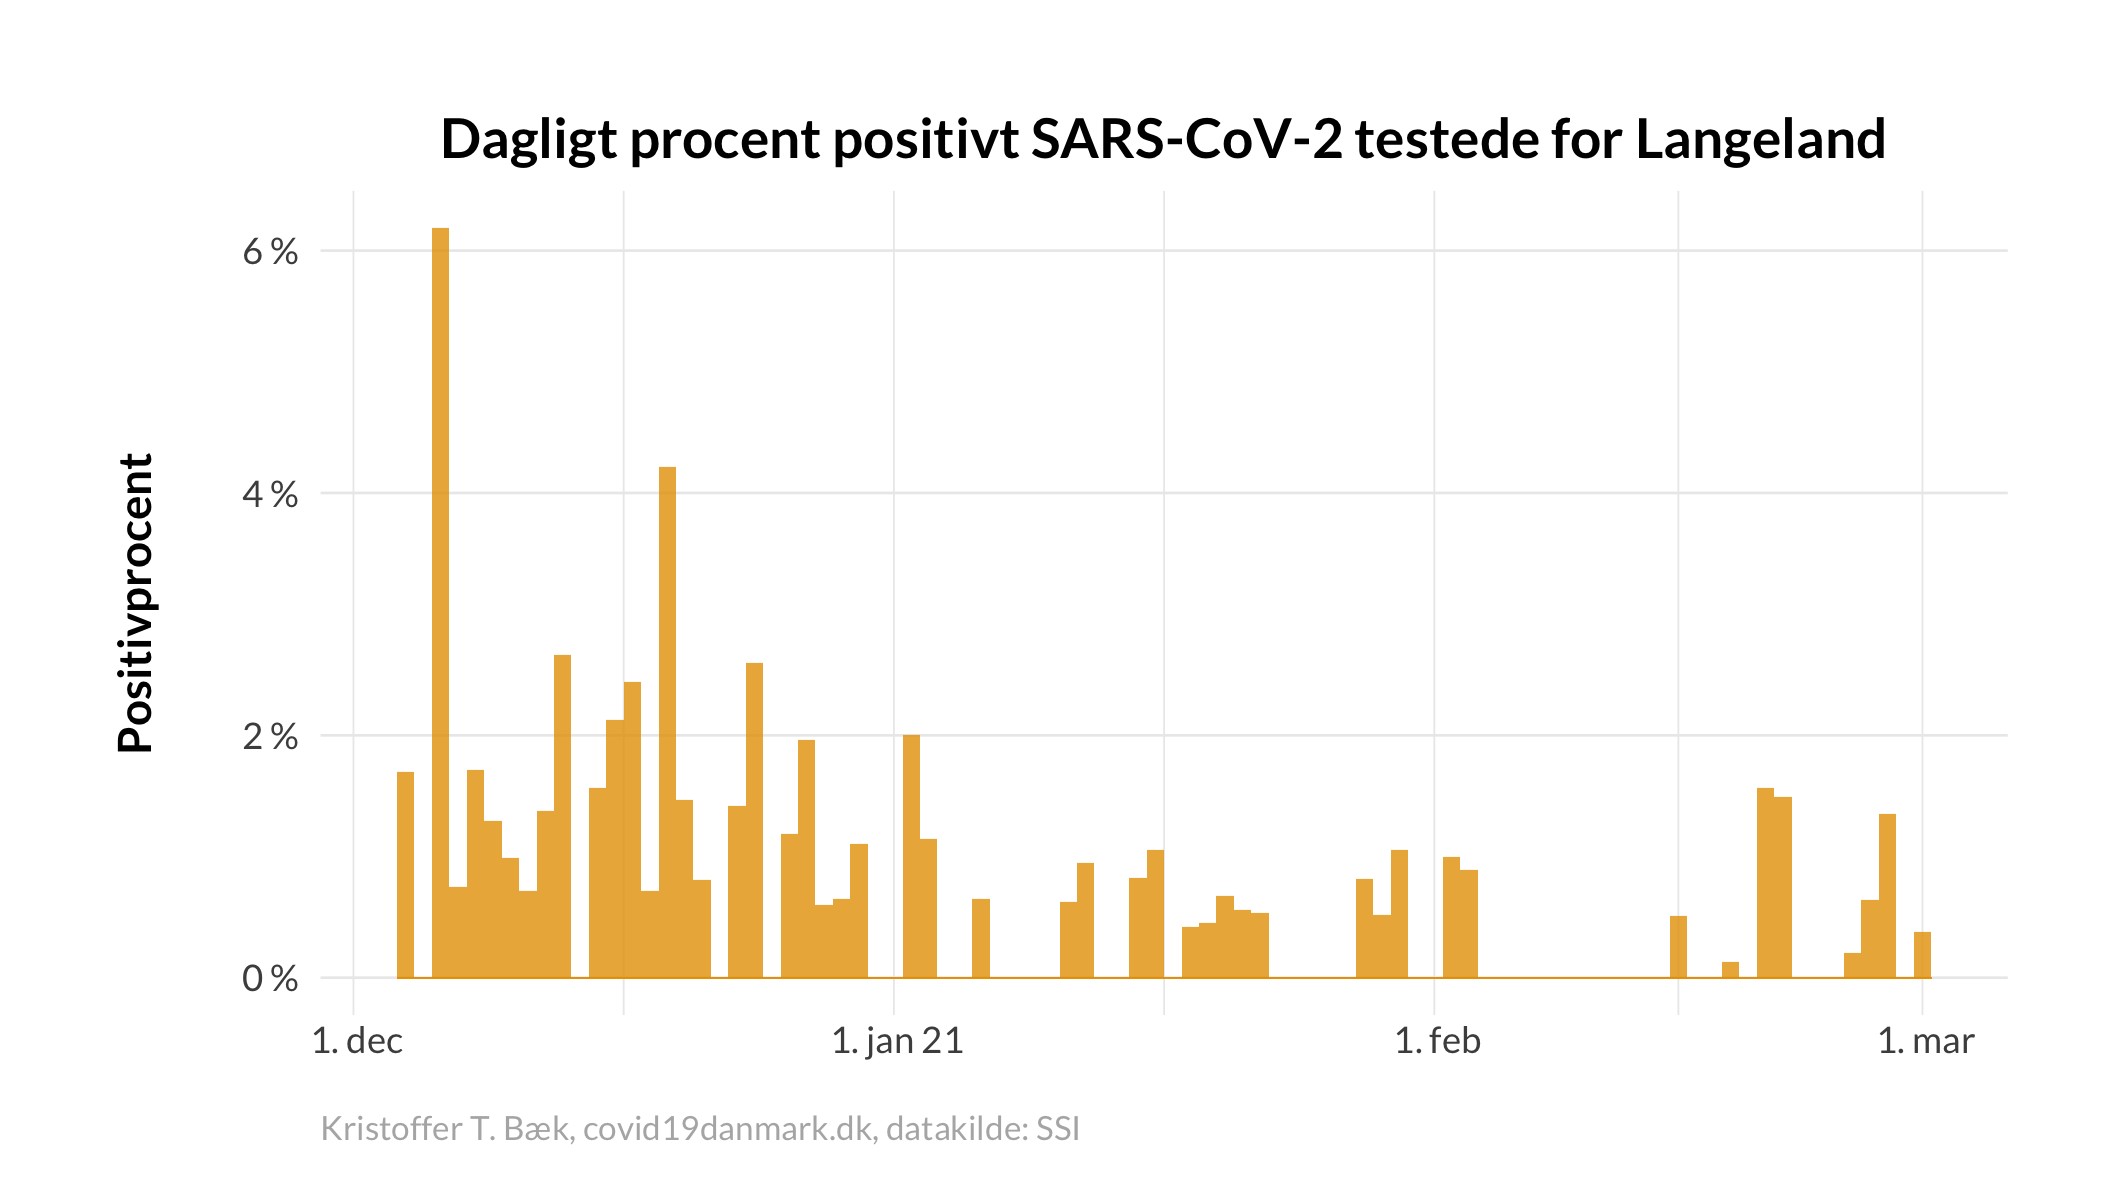 Dagligt procent positivt SARS-CoV-2 testede for Langeland
Positivprocent
6 %
4 %
2 %
0 %
1. dec
1. jan 21
1. feb
1. mar
Kristoffer T. Bæk, covid19danmark.dk, datakilde: SSI